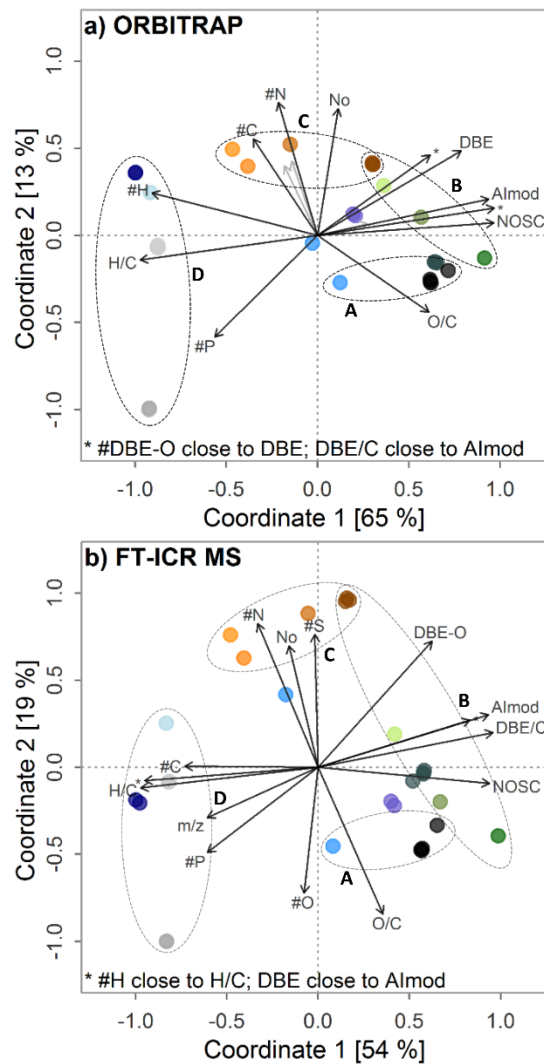 a) ORBITRAP
1.0
0.5
0.0
-0.5
-1.0
Coordinate 2 [13 %]
#N
No
C
#C
*
DBE
B
AImod
*
NOSC
#H
H/C
D
#P
A
O/C
* #DBE-O close to DBE; DBE/C close to AImod
-1.0 -0.5 0.0 0.5 1.0
Coordinate 1 [65 %]
b) FT-ICR MS
1.0
0.5
0.0
-0.5
-1.0
Coordinate 2 [19 %]
#N
No
#S
C
DBE-O
B
AImod
*
DBE/C
NOSC
#C
H/C*
D
m/z
#P
A
#O
O/C
* #H close to H/C; DBE close to AImod
-1.0 -0.5 0.0 0.5 1.0
Coordinate 1 [54 %]